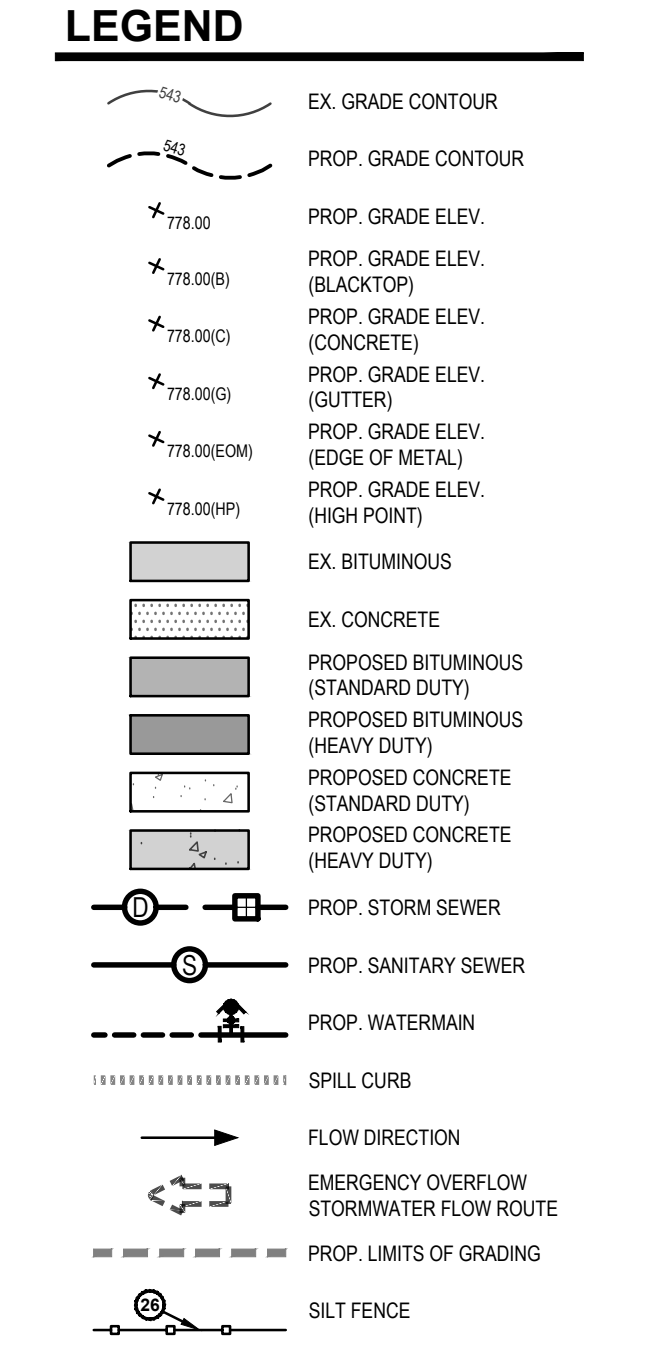 LEGEND
543 EX. GRADE CONTOUR
543 PROP. GRADE CONTOUR
778.00 PROP. GRADE ELEV.
778.00(B) PROP. GRADE ELEV.
(BLACKTOP)
778.00(C) PROP. GRADE ELEV.
(CONCRETE)
778.00(G) PROP. GRADE ELEV.
(GUTTER)
778.00(EOM) PROP. GRADE ELEV.
(EDGE OF METAL)
778.00(HP) PROP. GRADE ELEV.
(HIGH POINT)
EX. BITUMINOUS
EX. CONCRETE
PROPOSED BITUMINOUS
(STANDARD DUTY)
PROPOSED BITUMINOUS
(HEAVY DUTY)
PROPOSED CONCRETE
(STANDARD DUTY)
PROPOSED CONCRETE
(HEAVY DUTY)
D PROP. STORM SEWER
S PROP. SANITARY SEWER
PROP. WATERMAIN
SPILL CURB
FLOW DIRECTION
EMERGENCY OVERFLOW
STORMWATER FLOW ROUTE
PROP. LIMITS OF GRADING
26 SILT FENCE